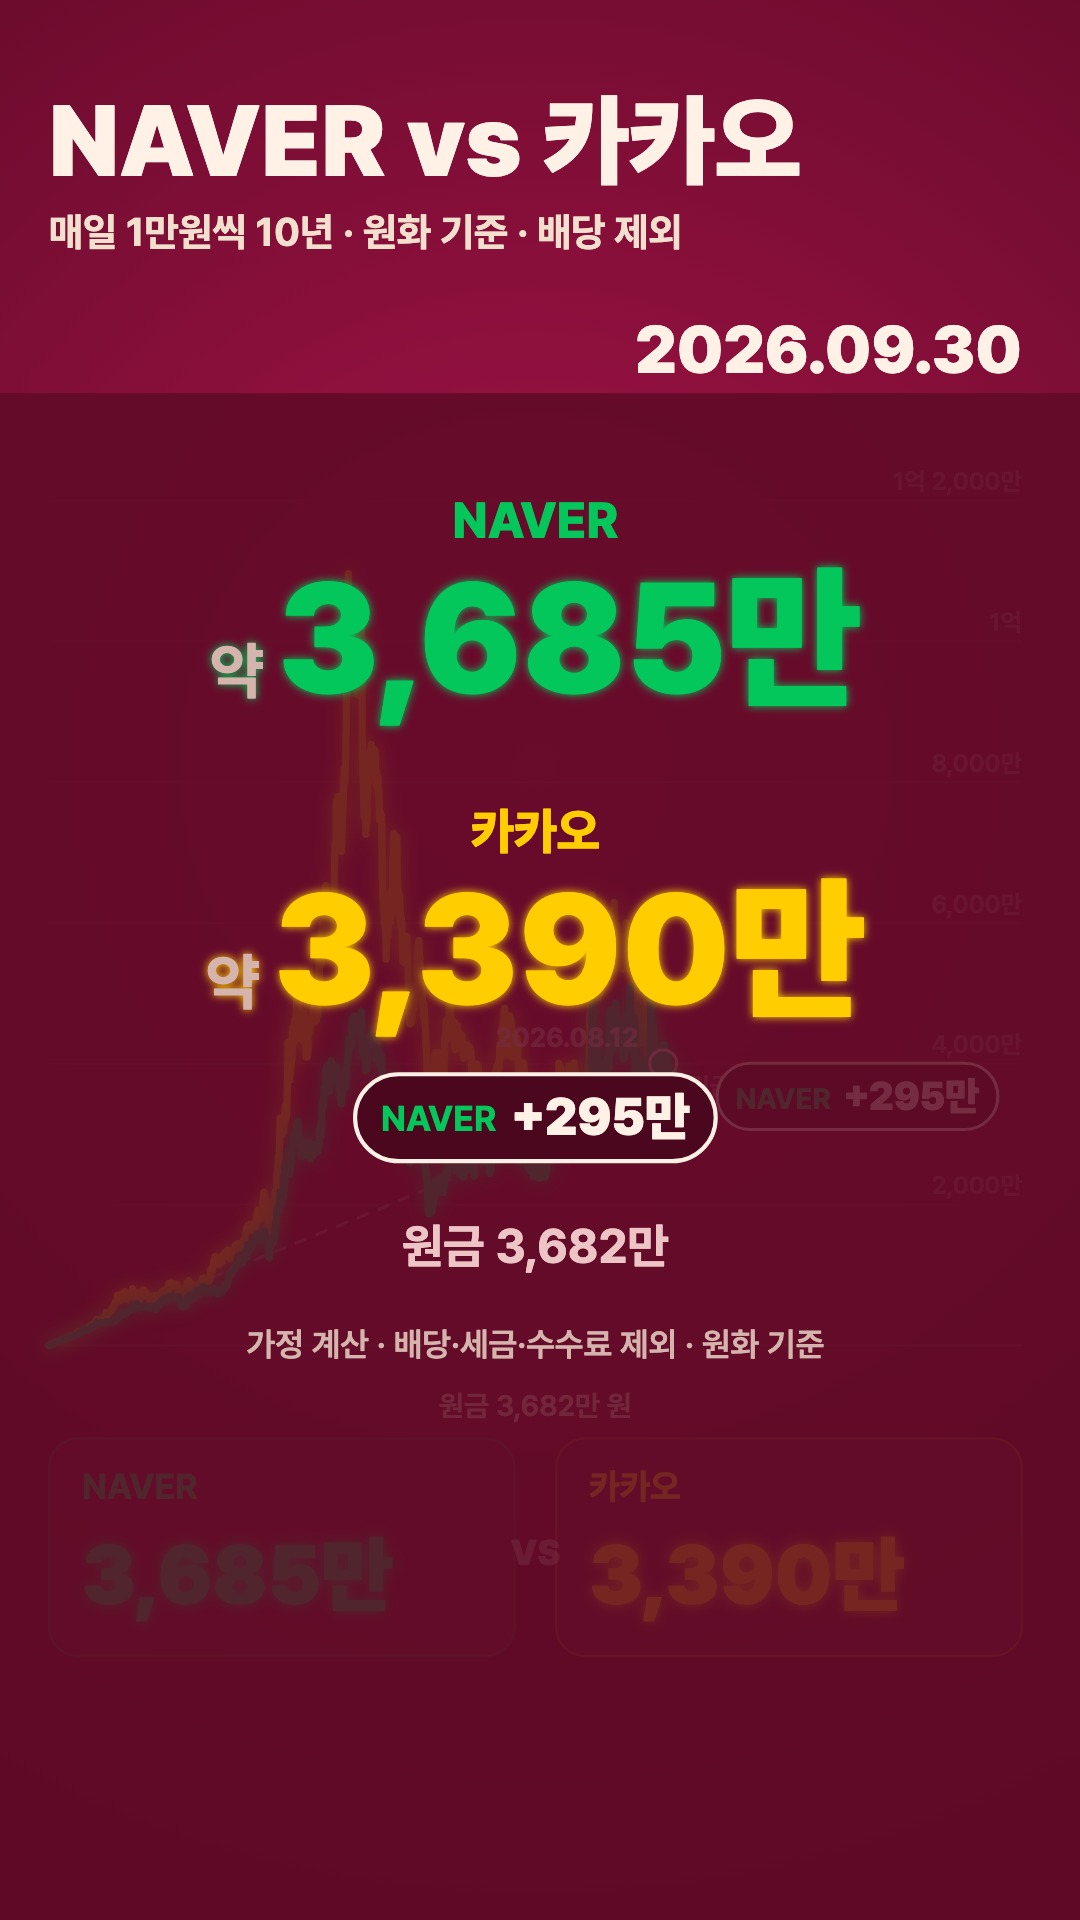 NAVER vs 카카오
매일 1만원씩 10년 · 원화 기준 · 배당 제외
2026.09.30
1억 2,000만
NAVER
약 3,685만
1억
8,000만
카카오
6,000만
약 3,390만
2026.08.12
4,000만
NAVER +295만
NAVER +295만
2,000만
원금 3,682만
가정 계산 · 배당·세금·수수료 제외 · 원화 기준
원금 3,682만 원
NAVER
3,685만
VS
카카오
3,390만